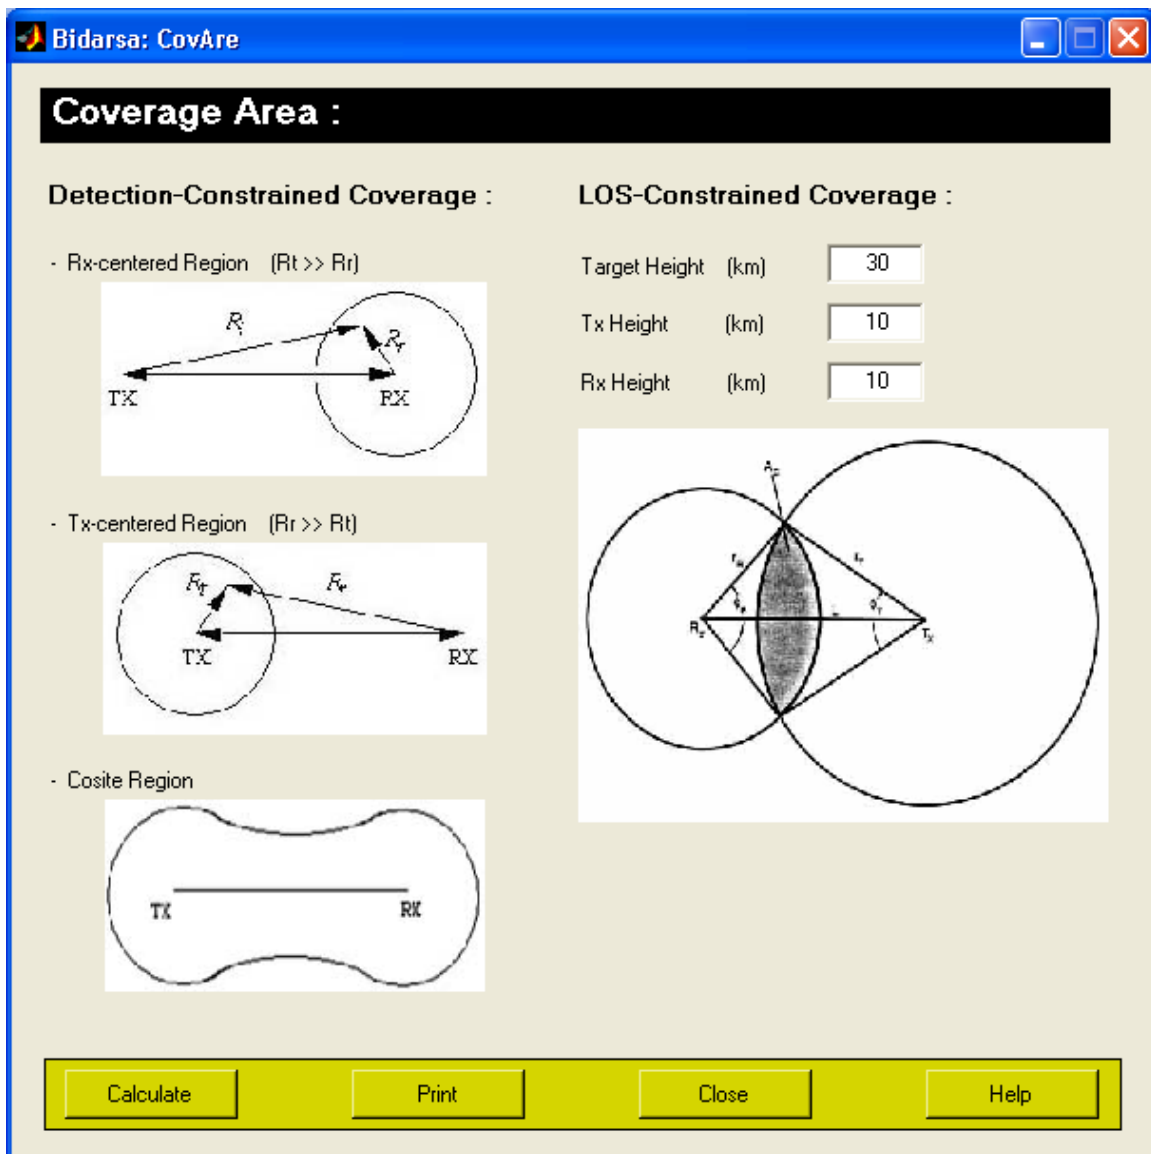 Bidarsa: CovAre
Coverage Area :
Detection-Constrained Coverage :
- Rx-centered Region (Rt >> Rr)
TX
RX
Rr
- Tx-centered Region (Rr >> Rt)
TX
RX
- Cosite Region
TX
RX
LOS-Constrained Coverage :
Target Height (km) 30
Tx Height (km) 10
Rx Height (km) 10
Tx
Calculate
Print
Close
Help